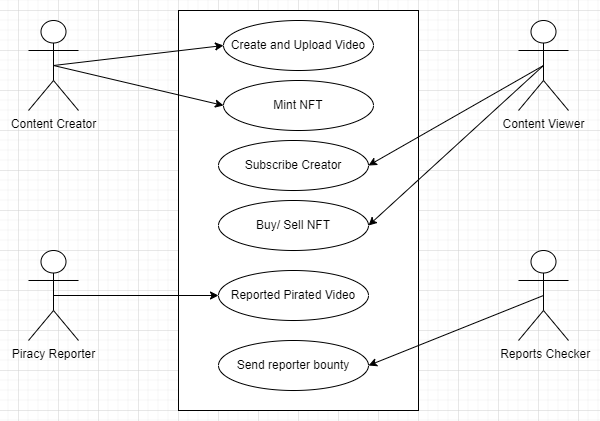 Create and Upload Video
Content Creator
Mint NFT
Content Viewer
Subscribe Creator
Buy/ Sell NFT
Reported Pirated Video
Piracy Reporter
Reports Checker
Send reporter bounty